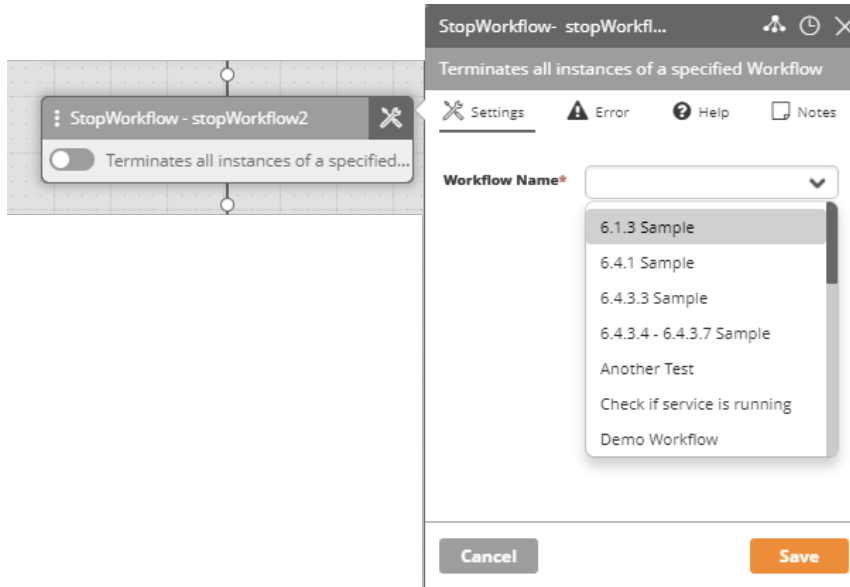 StopWorkflow - stopWorkflow2
Terminates all instances of a specified...
StopWorkflow- stopWorkfl...
Terminates all instances of a specified Workflow
Settings Error Help Notes
Workflow Name*
6.1.3 Sample
6.4.1 Sample
6.4.3.3 Sample
6.4.3.4 - 6.4.3.7 Sample
Another Test
Check if service is running
Demo Workflow
Cancel Save